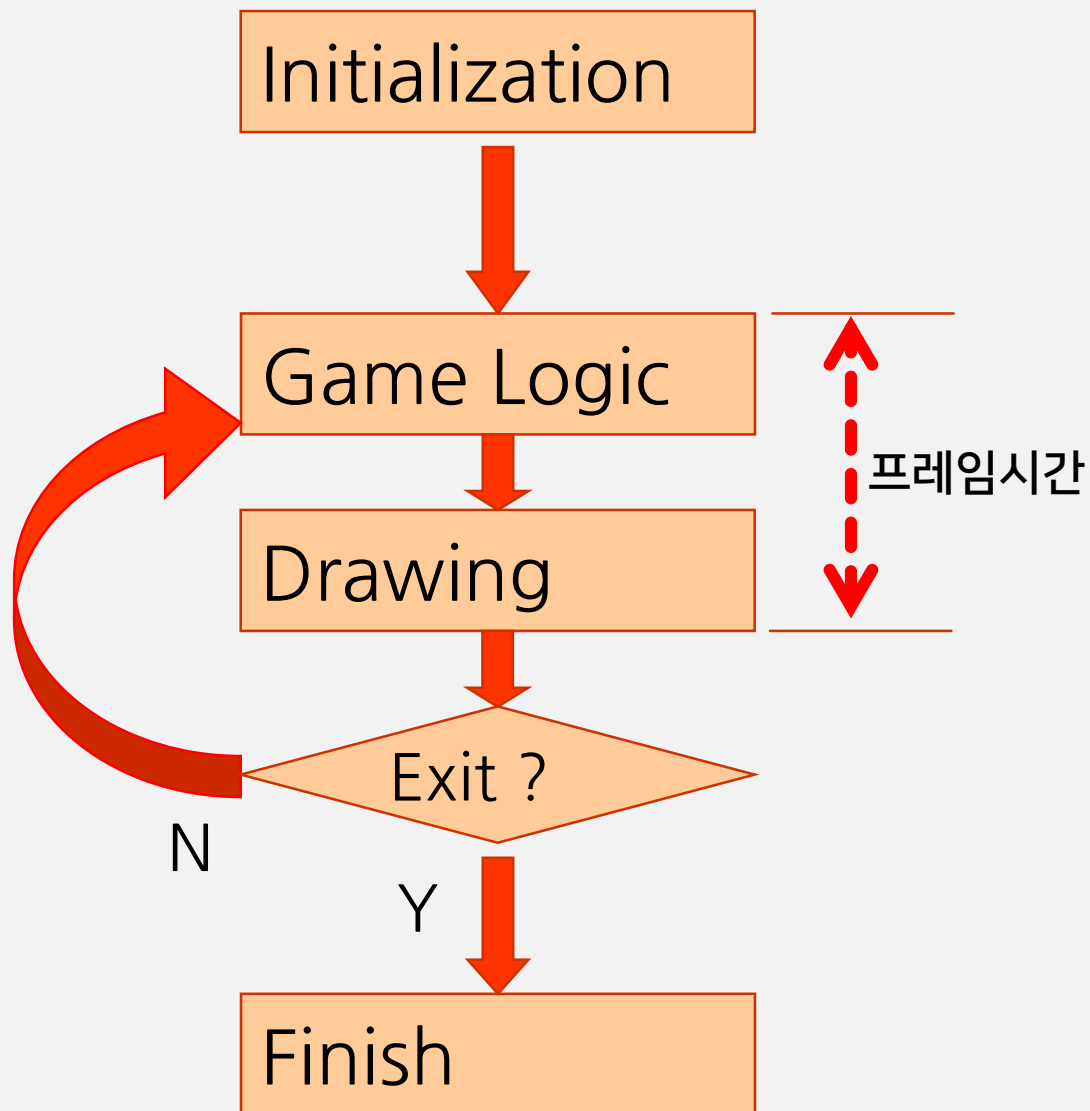 Initialization
Game Logic
프레임시간
Drawing
Exit ?
N
Y
Finish